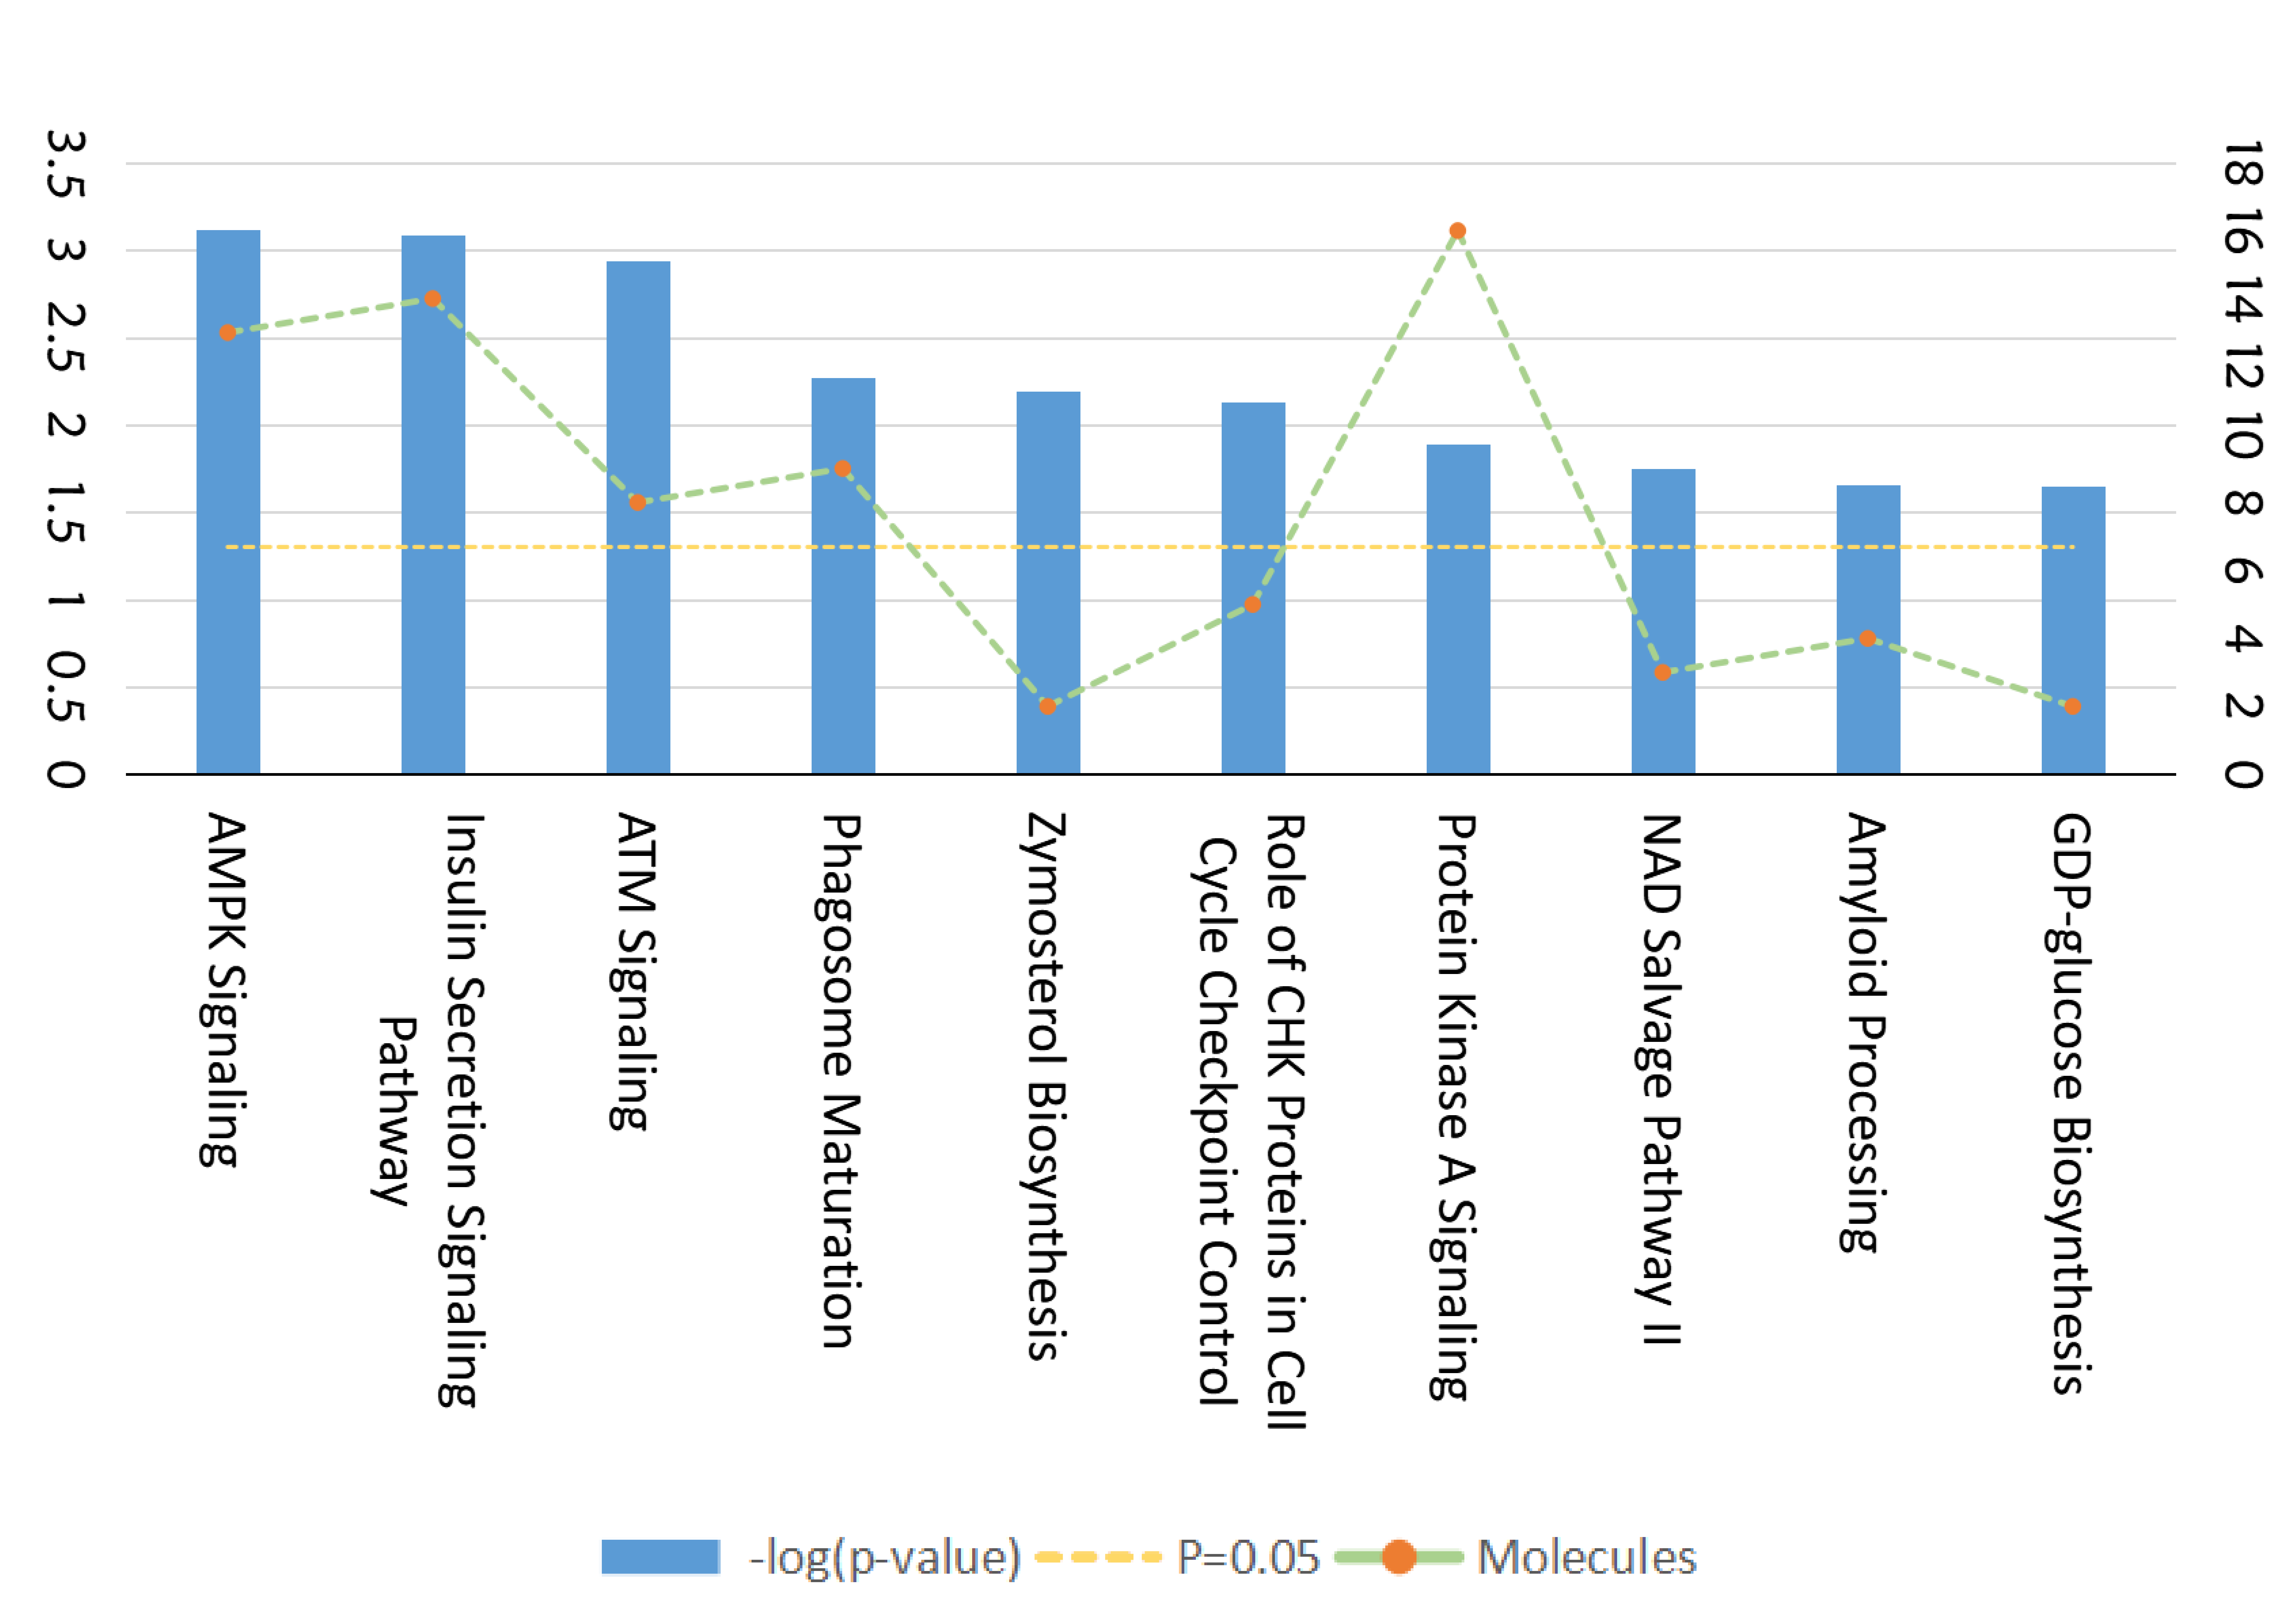 3.5
3
2.5
2
1.5
1
0.5
0
18
16
14
12
10
8
6
4
2
0
AMPK Signaling
Insulin Secretion Signaling
Pathway
ATM Signaling
Phagosome Maturation
Zymosterol Biosynthesis
Role of CHK Proteins in Cell
Cycle Checkpoint Control
Protein Kinase A Signaling
NAD Salvage Pathway II
Amyloid Processing
GDP-glucose Biosynthesis
-log(p-value)
P=0.05
Molecules